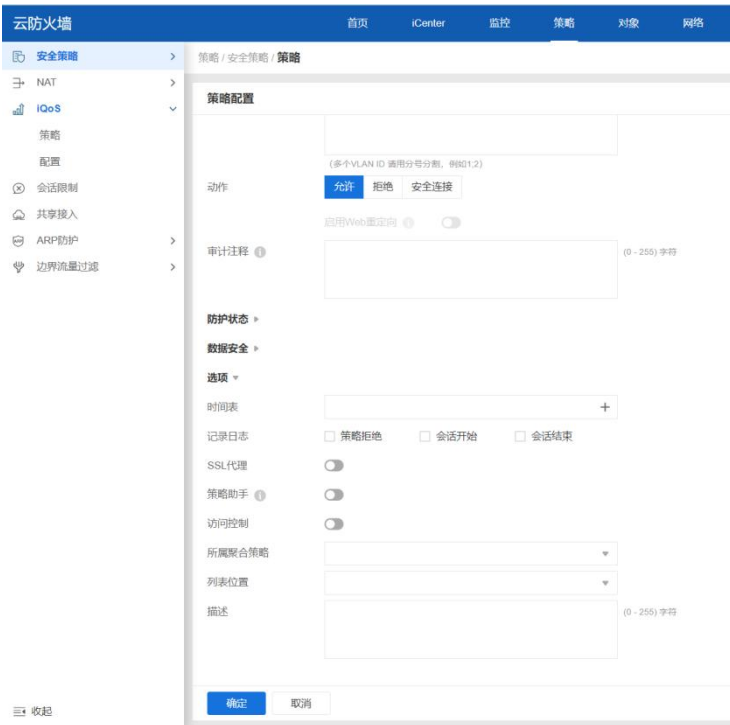 云防火墙 首页 iCenter 监控 策略 对象 网络
安全策略
NAT
iQoS
策略
配置
会话限制
共享接入
ARP防护
边界流量过滤
收起
策略 / 安全策略 / 策略
策略配置
(多个VLAN ID 请用分号分割，例如1;2)
动作 允许 拒绝 安全连接
启用Web重定向
审计注释 (0 - 255) 字符
防护状态
数据安全
选项
时间表
记录日志 策略拒绝 会话开始 会话结束
SSL代理
策略助手
访问控制
所属聚合策略
列表位置
描述 (0 - 255) 字符
确定 取消